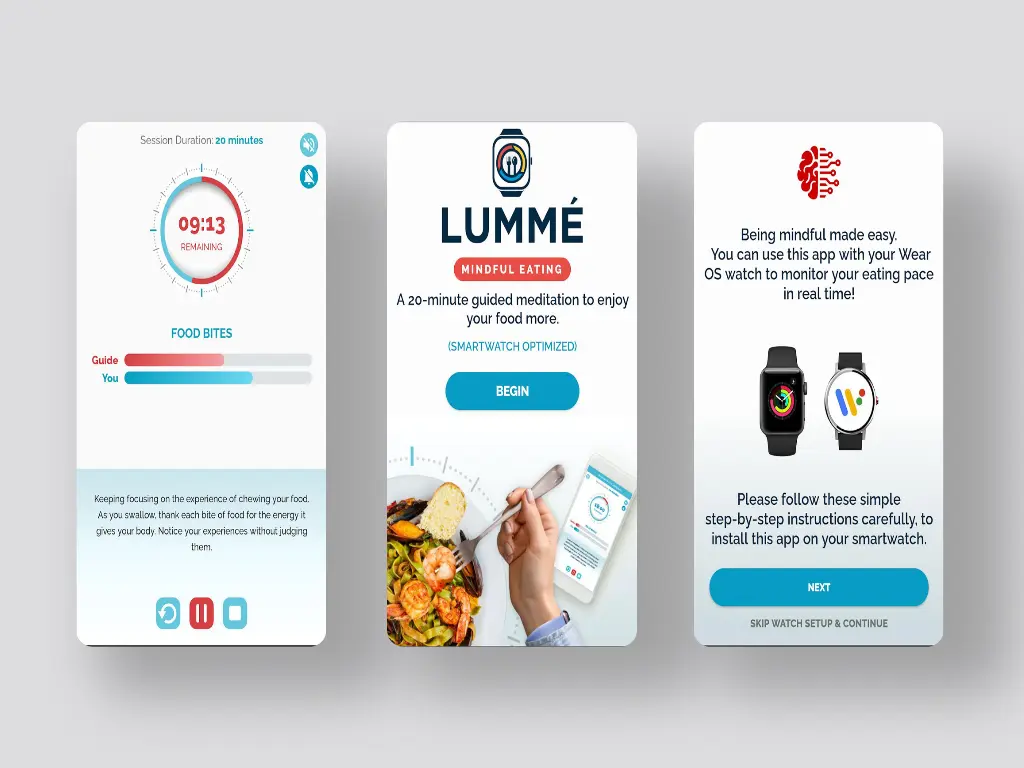 Session Duration: 20 minutes
09:13
REMAINING
FOOD BITES
Guide
You
Keeping focusing on the experience of chewing your food.
As you swallow, thank each bite of food for the energy it
gives your body. Notice your experiences without judging
them.
LUMMÉ
MINDFUL EATING
A 20-minute guided meditation to enjoy
your food more.
(SMARTWATCH OPTIMIZED)
BEGIN
Being mindful made easy.
You can use this app with your Wear
OS watch to monitor your eating pace
in real time!
Please follow these simple
step-by-step instructions carefully, to
install this app on your smartwatch.
NEXT
SKIP WATCH SETUP & CONTINUE